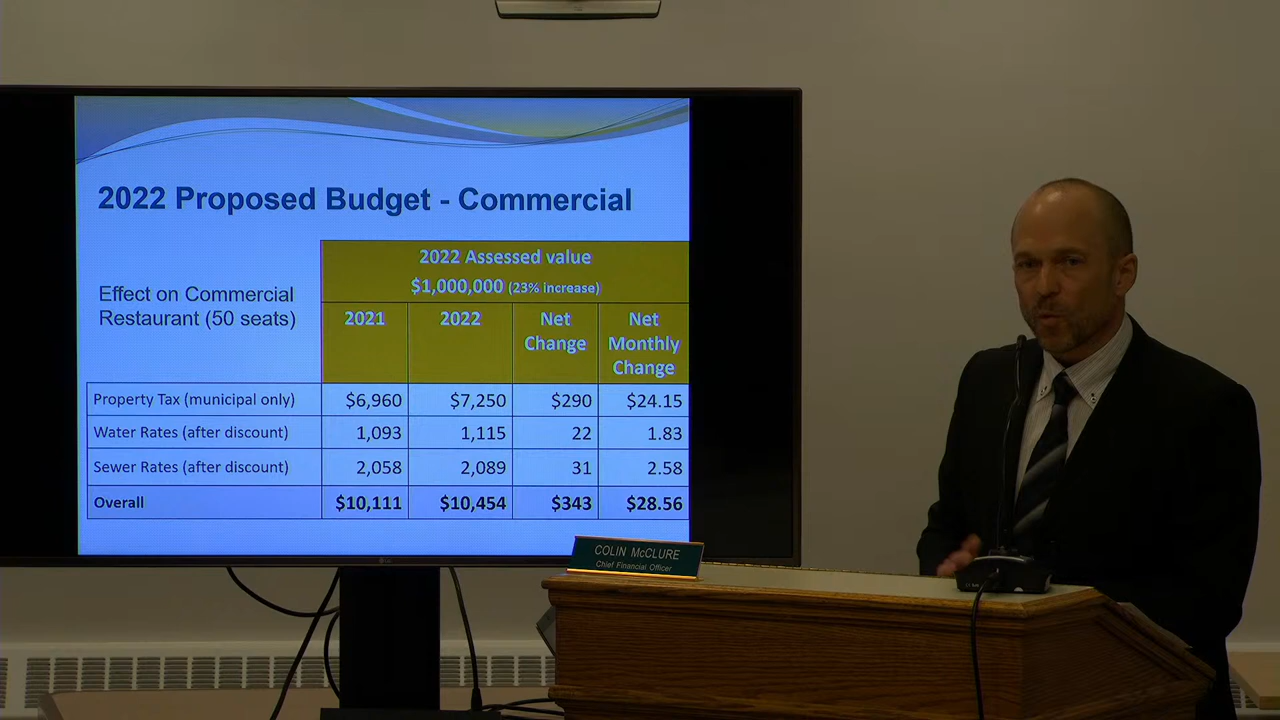 2022 Proposed Budget - Commercial
Effect on Commercial
Restaurant (50 seats)
2022 Assessed value
$1,000,000 (23% increase)
2021 2022 Net Change Net Monthly Change
Property Tax (municipal only) $6,960 $7,250 $290 $24.15
Water Rates (after discount) 1,093 1,115 22 1.83
Sewer Rates (after discount) 2,058 2,089 31 2.58
Overall $10,111 $10,454 $343 $28.56
LG
COLIN McCLURE
Chief Financial Officer